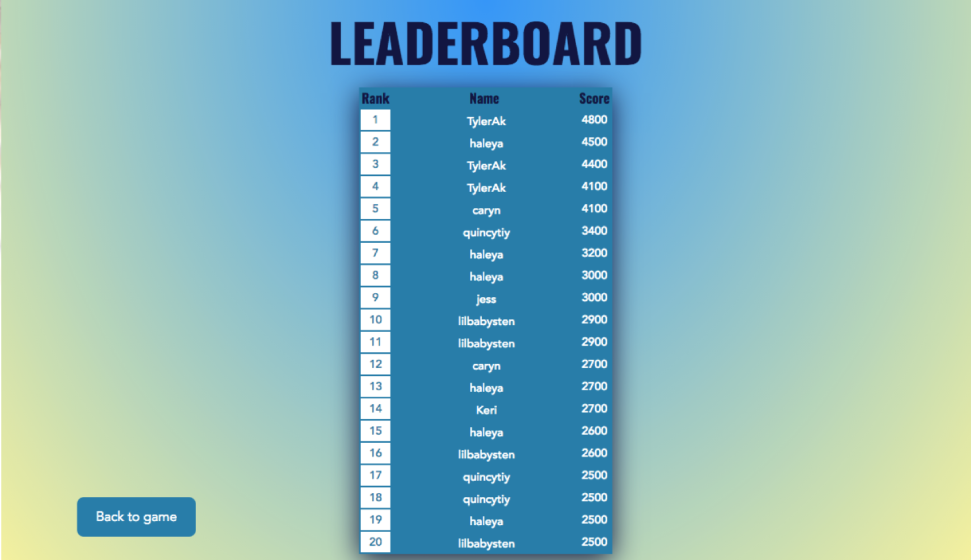 LEADERBOARD
Rank Name Score
1 TylerAk 4800
2 haleya 4500
3 TylerAk 4400
4 TylerAk 4100
5 caryn 4100
6 quincytiy 3400
7 haleya 3200
8 haleya 3000
9 jess 3000
10 lilbabysten 2900
11 lilbabysten 2900
12 caryn 2700
13 haleya 2700
14 Keri 2700
15 haleya 2600
16 lilbabysten 2600
17 quincytiy 2500
18 quincytiy 2500
19 haleya 2500
20 lilbabysten 2500
Back to game